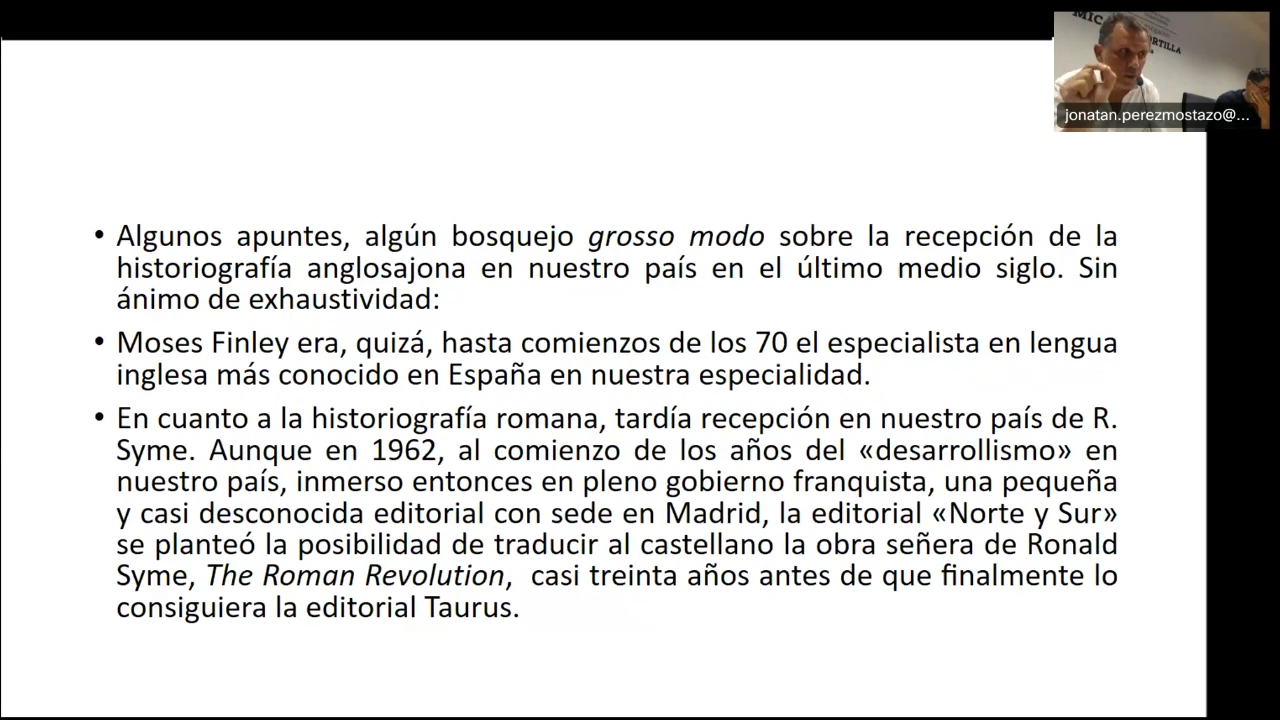 MIC
ORTILLA
jonatan.perezmostazo@...
• Algunos apuntes, algún bosquejo grosso modo sobre la recepción de la
historiografía anglosajona en nuestro país en el último medio siglo. Sin
ánimo de exhaustividad:
• Moses Finley era, quizá, hasta comienzos de los 70 el especialista en lengua
inglesa más conocido en España en nuestra especialidad.
• En cuanto a la historiografía romana, tardía recepción en nuestro país de R.
Syme. Aunque en 1962, al comienzo de los años del «desarrollismo» en
nuestro país, inmerso entonces en pleno gobierno franquista, una pequeña
y casi desconocida editorial con sede en Madrid, la editorial «Norte y Sur»
se planteó la posibilidad de traducir al castellano la obra señera de Ronald
Syme, The Roman Revolution, casi treinta años antes de que finalmente lo
consiguiera la editorial Taurus.